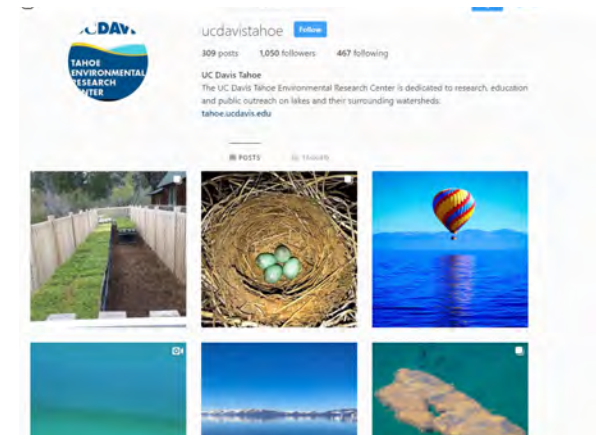 UCDAVIS
TAHOE
ENVIRONMENTAL
RESEARCH
CENTER
ucdavistahoe Follow
309 posts 1,050 followers 467 following
UC Davis Tahoe
The UC Davis Tahoe Environmental Research Center is dedicated to research, education
and public outreach on lakes and their surrounding watersheds.
tahoe.ucdavis.edu
POSTS TAGGED